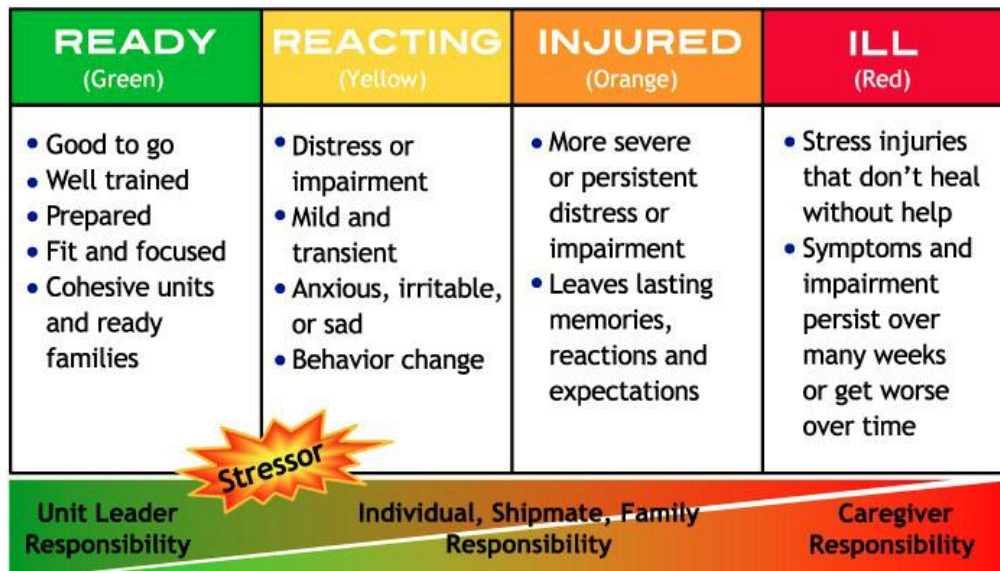 READY
(Green)
• Good to go
• Well trained
• Prepared
• Fit and focused
• Cohesive units
and ready
families
REACTING
(Yellow)
• Distress or
impairment
• Mild and
transient
• Anxious, irritable,
or sad
• Behavior change
INJURED
(Orange)
• More severe
or persistent
distress or
impairment
• Leaves lasting
memories,
reactions and
expectations
ILL
(Red)
• Stress injuries
that don't heal
without help
• Symptoms and
impairment
persist over
many weeks
or get worse
over time
Stressor
Unit Leader
Responsibility
Individual, Shipmate, Family
Responsibility
Caregiver
Responsibility